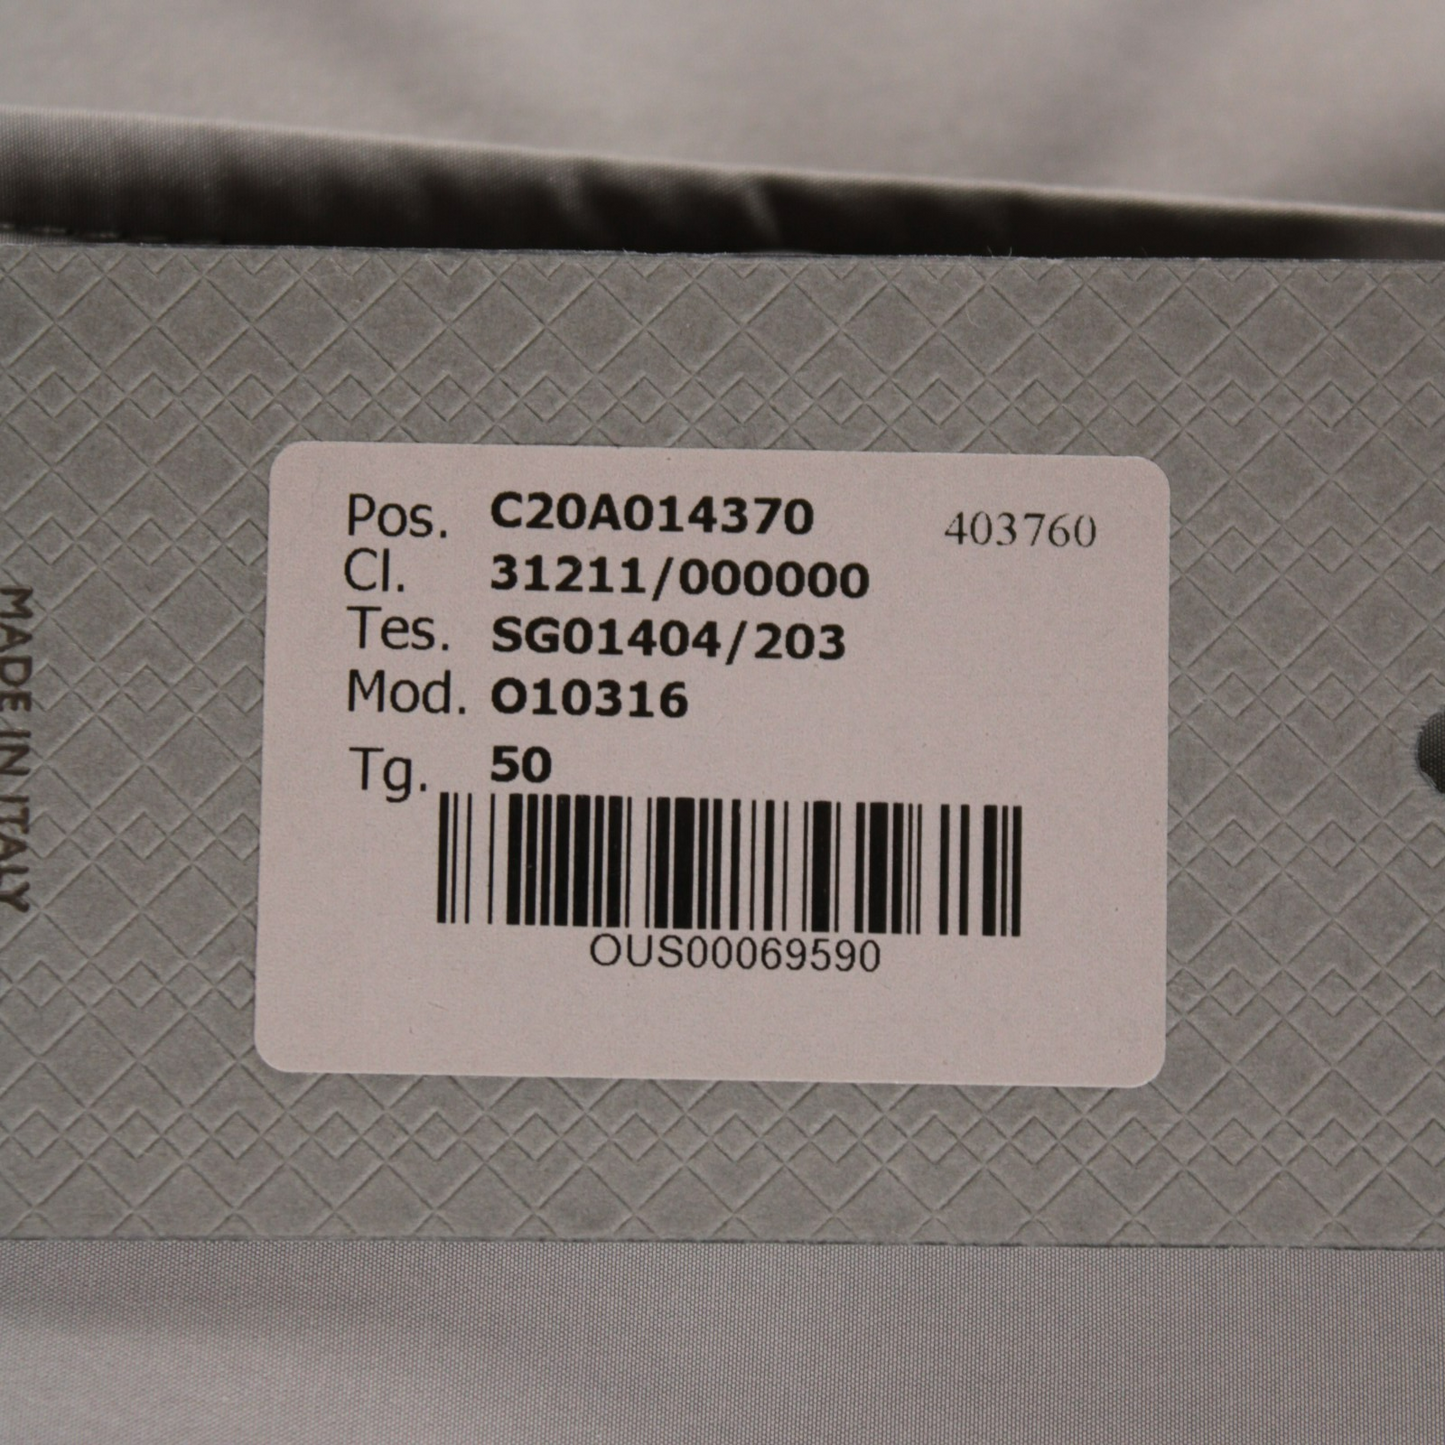 Pos. C20A014370 403760
Cl. 31211/000000
Tes. SG01404/203
Mod. O10316
Tg. 50
OUS00069590
MADE IN ITALY